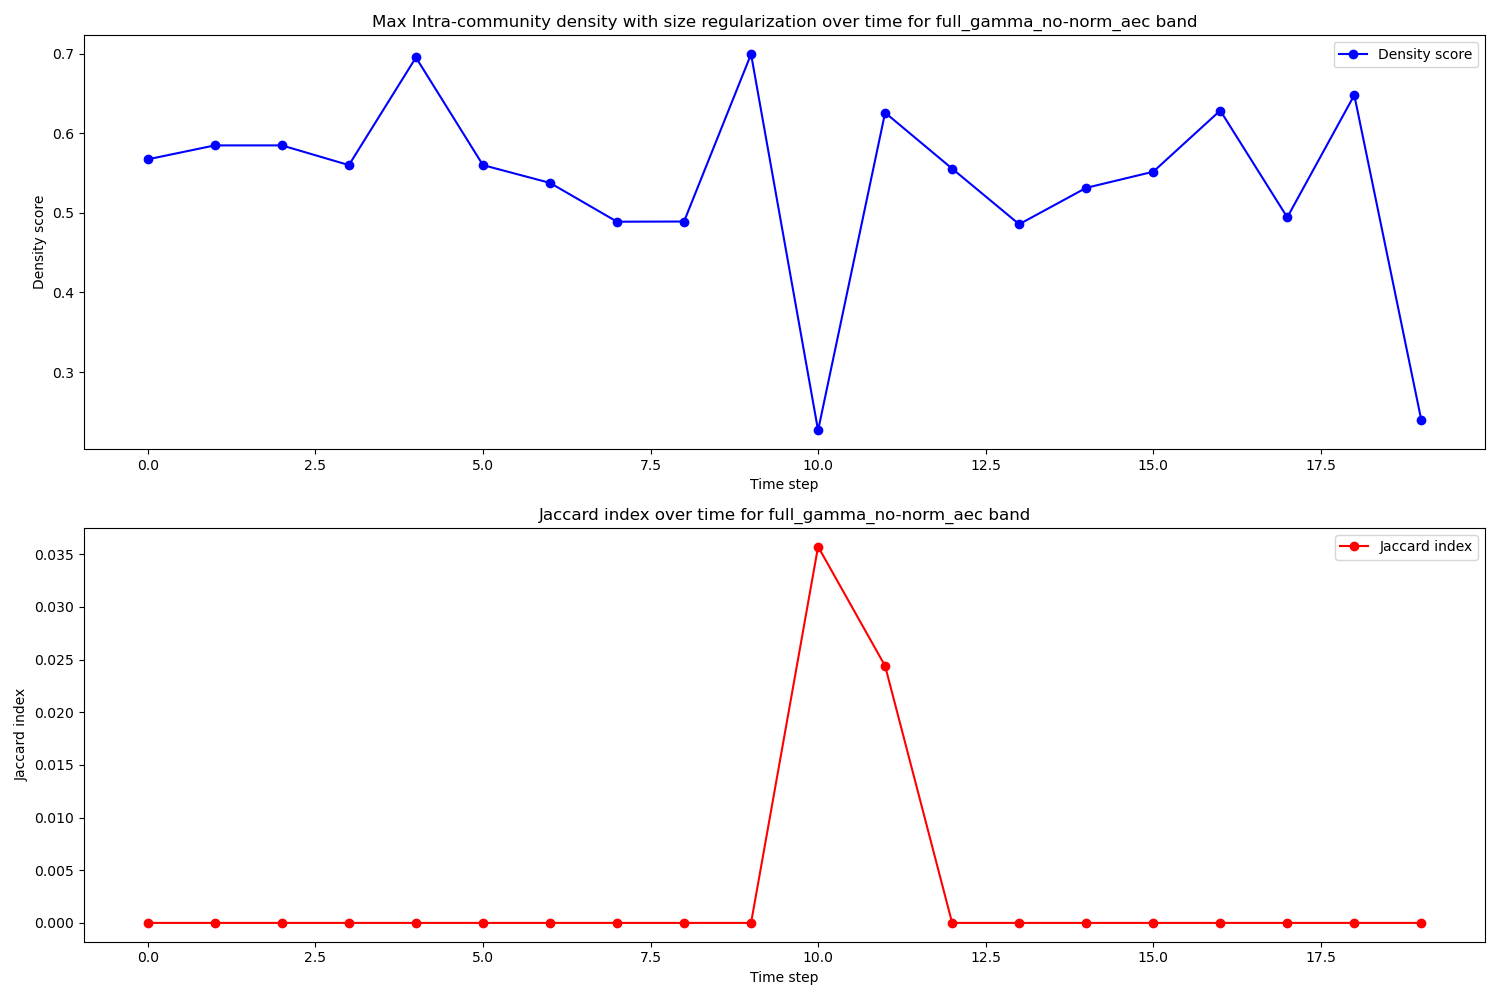 Max Intra-community density with size regularization over time for full_gamma_no-norm_aec band
Density score
0.7
0.6
0.5
0.4
0.3
Density score
0.0 2.5 5.0 7.5 10.0 12.5 15.0 17.5
Time step
Jaccard index over time for full_gamma_no-norm_aec band
Jaccard index
0.035
0.030
0.025
0.020
0.015
0.010
0.005
0.000
Jaccard index
0.0 2.5 5.0 7.5 10.0 12.5 15.0 17.5
Time step